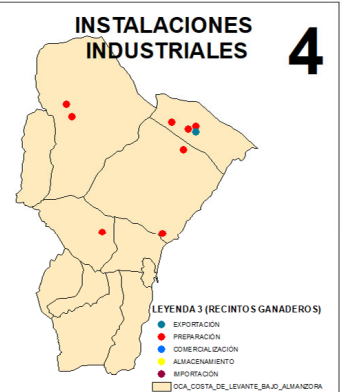 INSTALACIONES
INDUSTRIALES
4
LEYENDA 3 (RECINTOS GANADEROS)
EXPORTACIÓN
PREPARACIÓN
COMERCIALIZACIÓN
ALMACENAMIENTO
IMPORTACIÓN
OCA_COSTA_DE_LEVANTE_BAJO_ALMANZORA